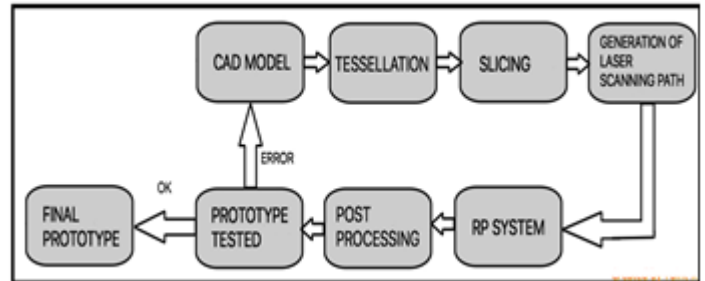 CAD MODEL
TESSELLATION
SLICING
GENERATION OF
LASER
SCANNING PATH
ERROR
OK
FINAL
PROTOTYPE
PROTOTYPE
TESTED
POST
PROCESSING
RP SYSTEM